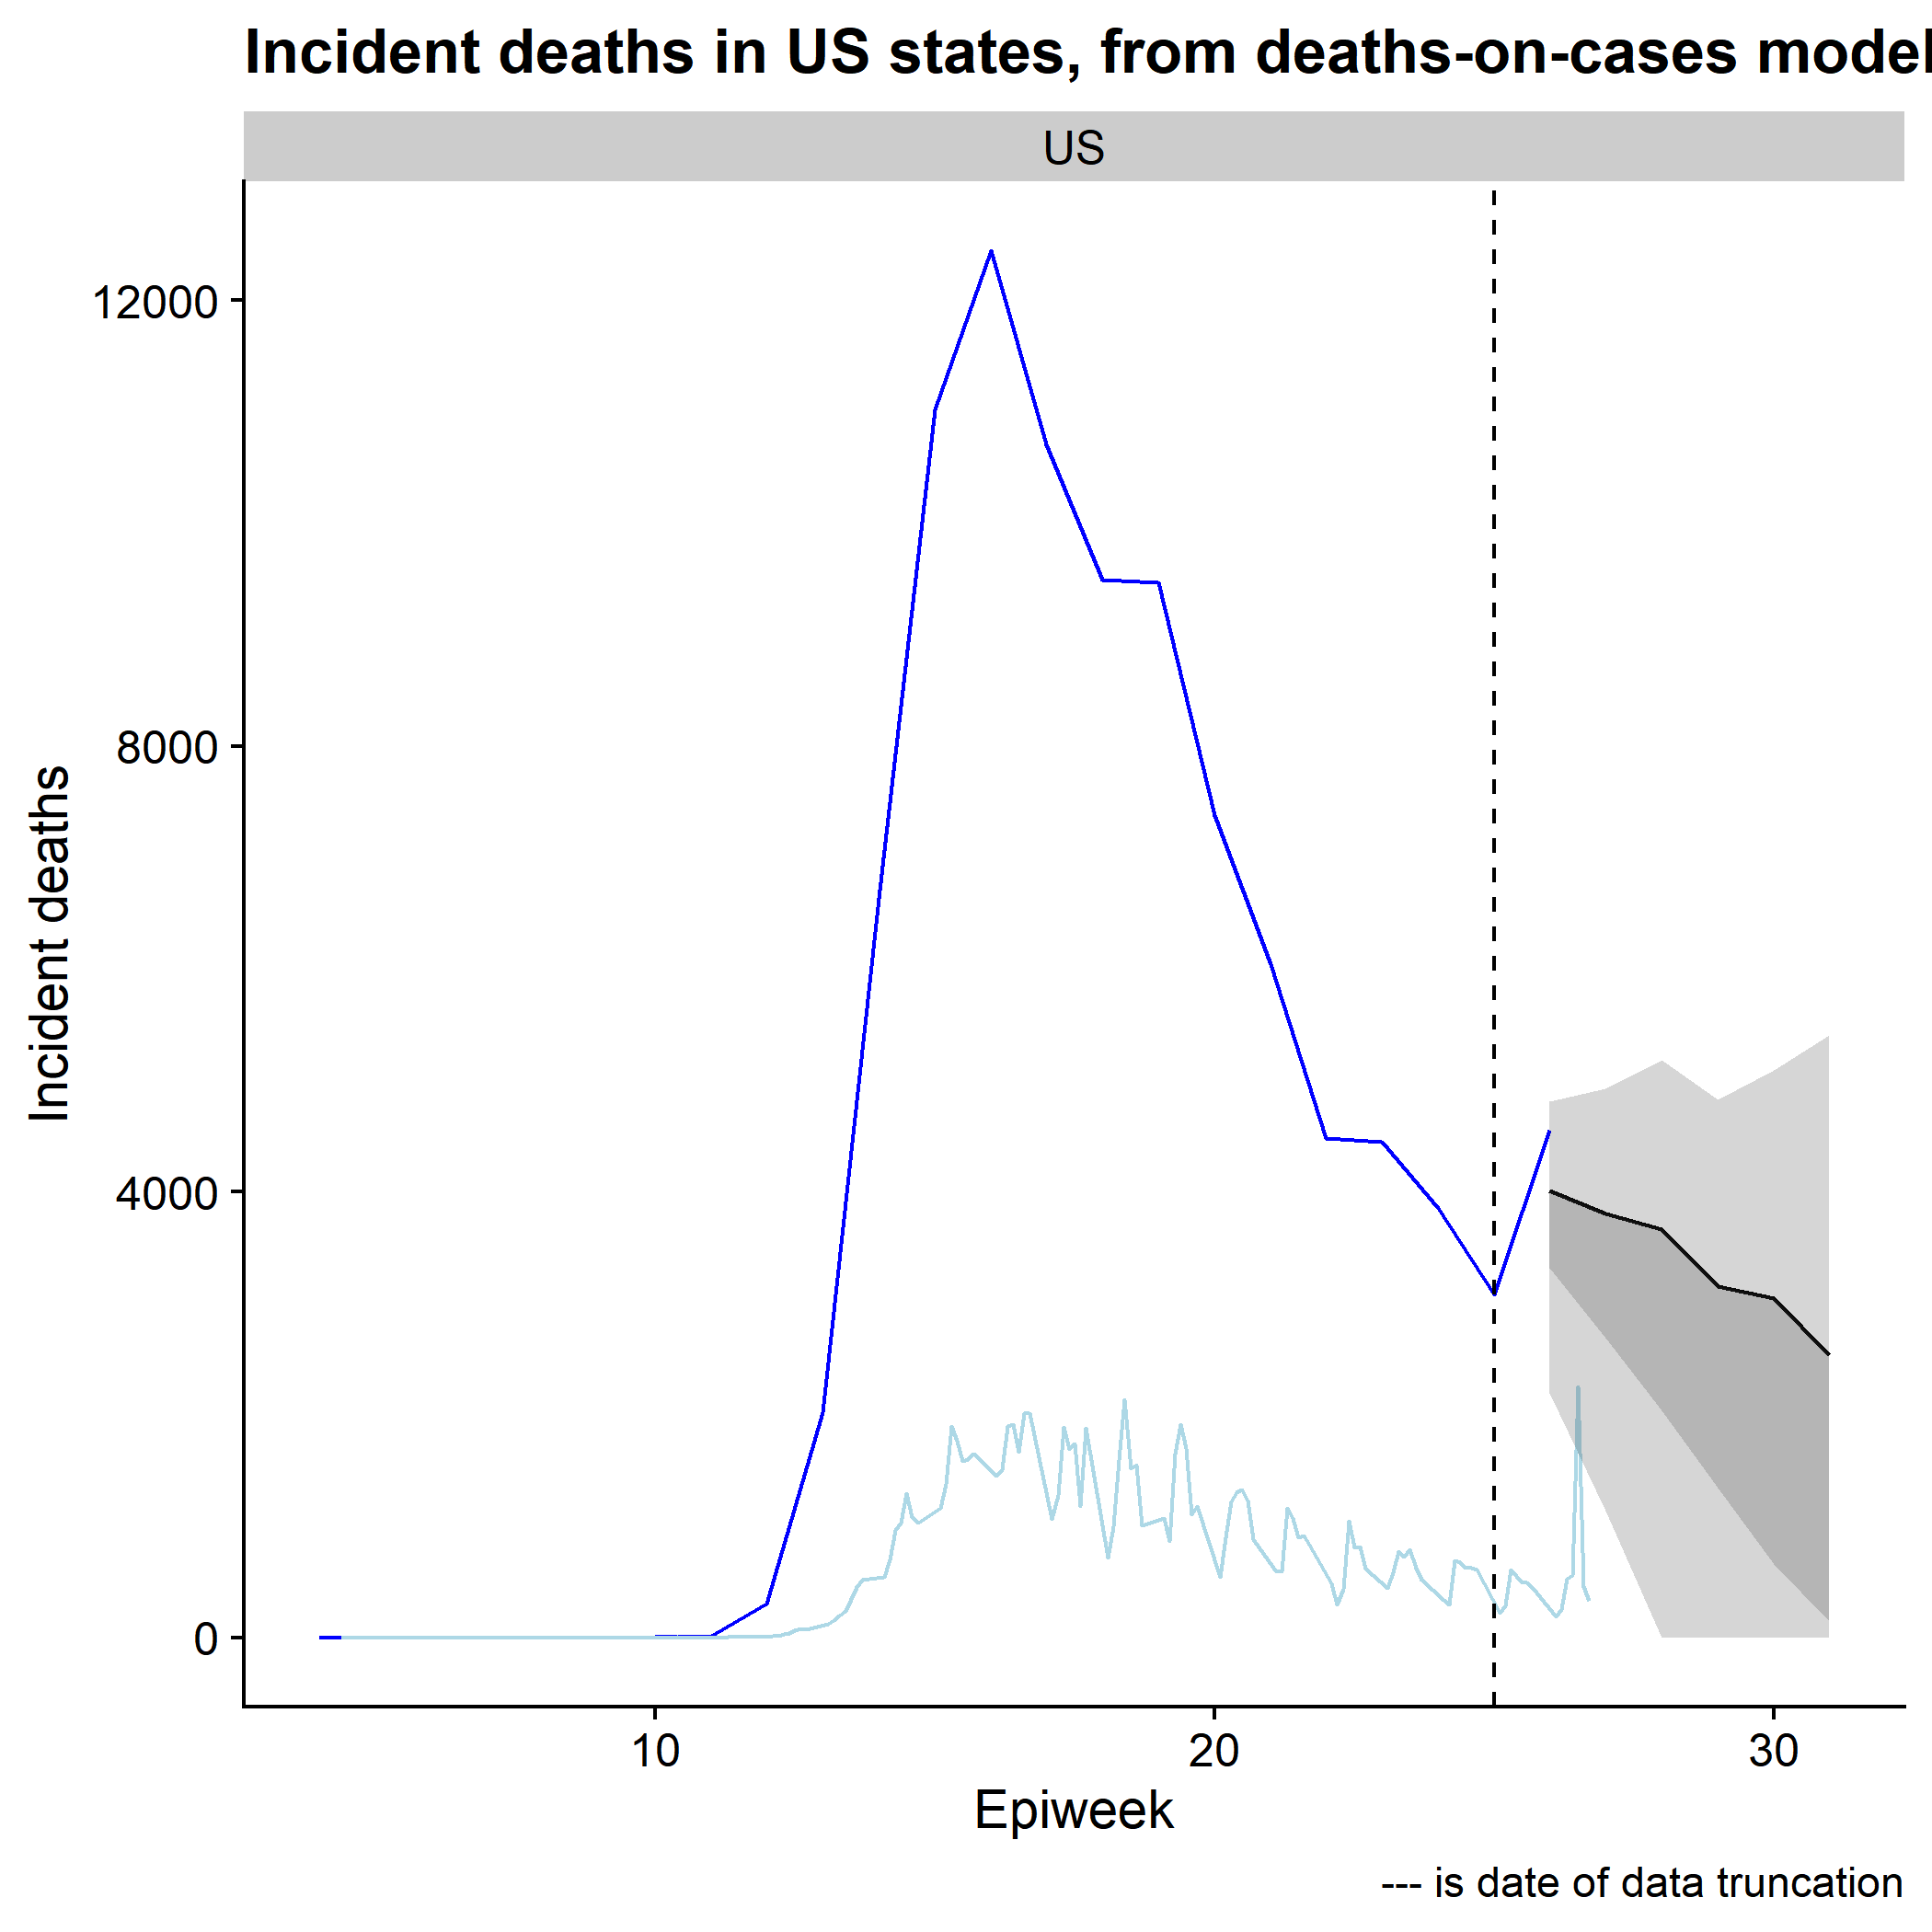 Incident deaths in US states, from deaths-on-cases model
US
12000
8000
4000
0
Incident deaths
10 20 30
Epiweek
--- is date of data truncation